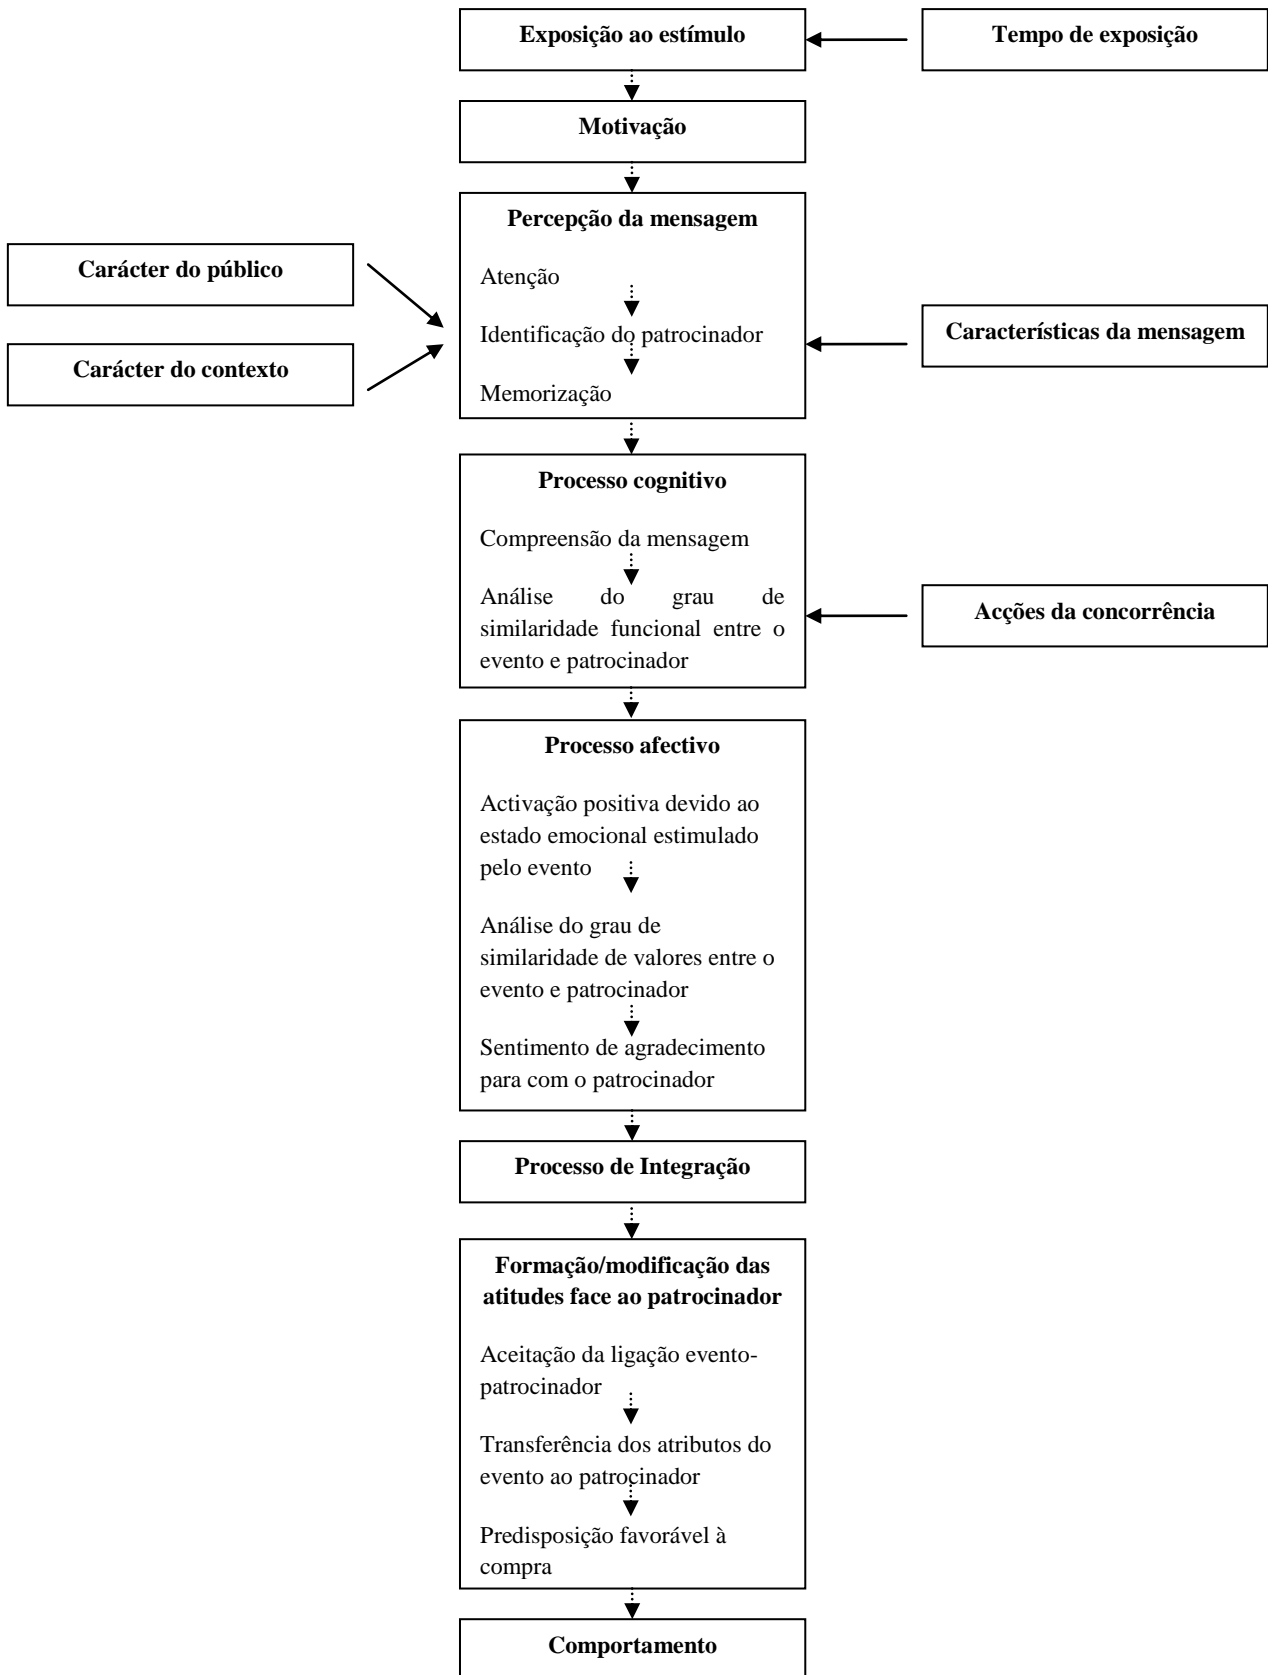 Exposição ao estímulo
Tempo de exposição
Motivação
Percepção da mensagem
Carácter do público
Atenção
Características da mensagem
Identificação do patrocinador
Carácter do contexto
Memorização
Processo cognitivo
Compreensão da mensagem
Análise do grau de
similaridade funcional entre o
evento e patrocinador
Acções da concorrência
Processo afectivo
Activação positiva devido ao
estado emocional estimulado
pelo evento
Análise do grau de
similaridade de valores entre o
evento e patrocinador
Sentimento de agradecimento
para com o patrocinador
Processo de Integração
Formação/modificação das
atitudes face ao patrocinador
Aceitação da ligação evento-
patrocinador
Transferência dos atributos do
evento ao patrocinador
Predisposição favorável à
compra
Comportamento